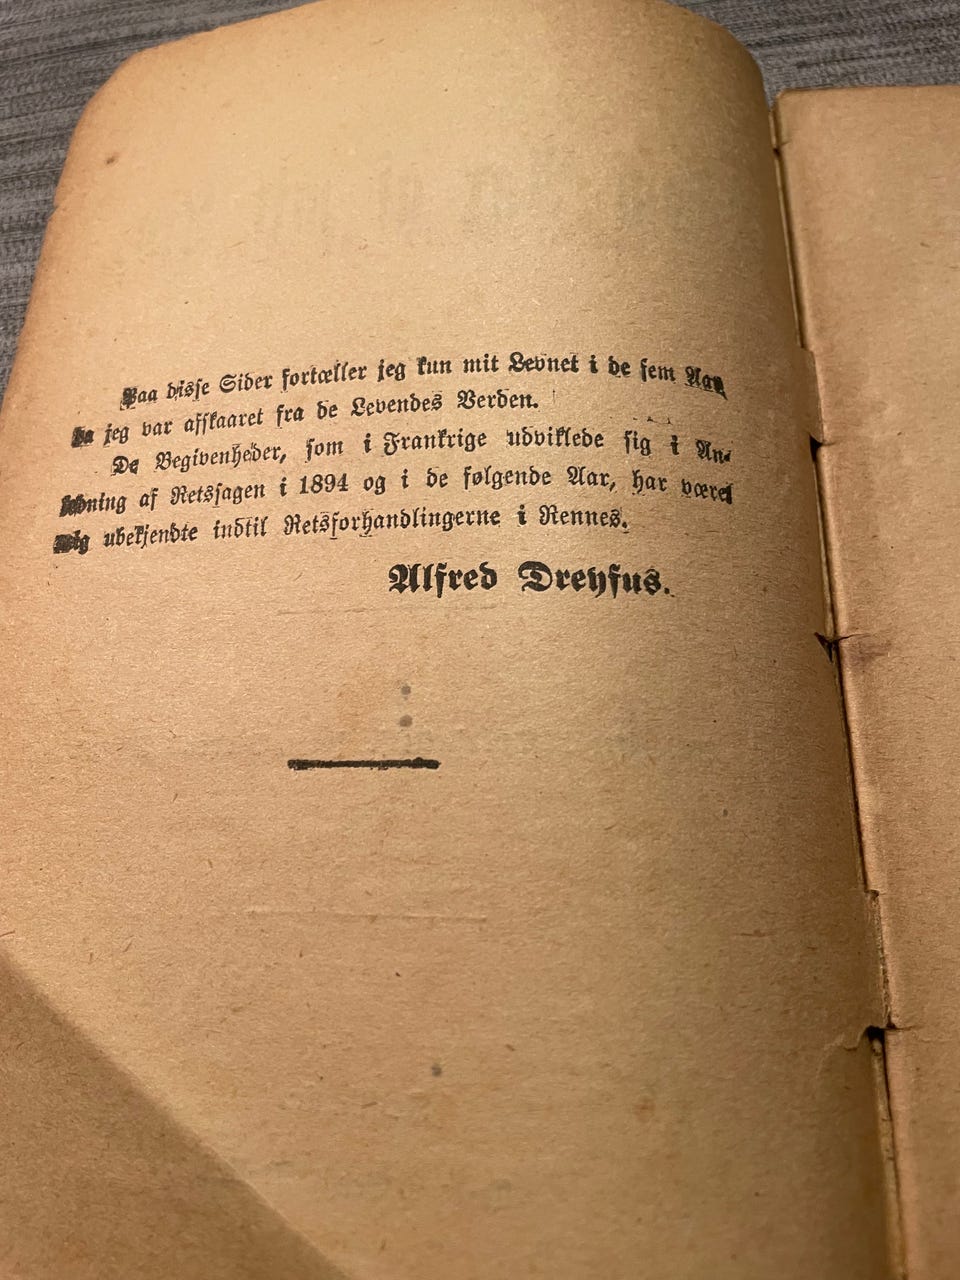 Paa disse Sider fortæller jeg kun mit Levnet i de fem Aar
da jeg var afskaaret fra de Levendes Verden.
De Begivenheder, som i Frankrige udviklede sig i An-
ledning af Retssagen i 1894 og i de følgende Aar, har været
mig ubekjendte indtil Retsforhandlingerne i Rennes.
Alfred Dreyfus.